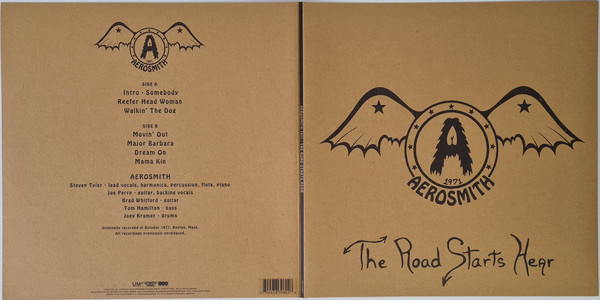 A
1971
AEROSMITH
SIDE A
Intro · Somebody
Reefer Head Woman
Walkin' The Dog
SIDE B
Movin' Out
Major Barbara
Dream On
Mama Kin
AEROSMITH
Steven Tyler · lead vocals, harmonica, percussion, flute, piano
Joe Perry · guitar, backing vocals
Brad Whitford · guitar
Tom Hamilton · bass
Joey Kramer · drums
Originally recorded in October 1971, Boston, Mass.
All recordings previously unreleased.
UMe
A
1971
AEROSMITH
The Road Starts Hear